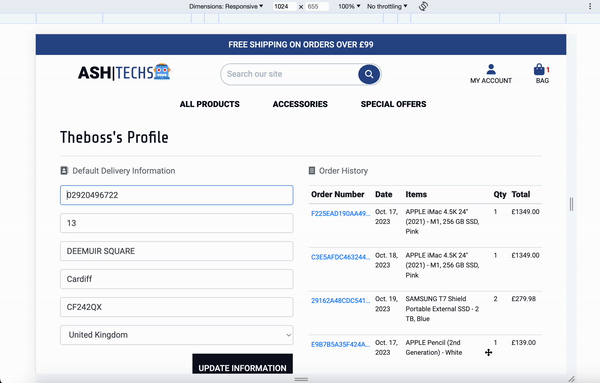 Dimensions: Responsive ▾ 1024 × 655 100% ▾ No throttling ▾
FREE SHIPPING ON ORDERS OVER £99
ASH|TECHS
Search our site
MY ACCOUNT
1
BAG
ALL PRODUCTS ACCESSORIES SPECIAL OFFERS
Theboss's Profile
Default Delivery Information
02920496722
13
DEEMUIR SQUARE
Cardiff
CF242QX
United Kingdom
UPDATE INFORMATION
Order History
Order Number Date Items Qty Total
F225EAD190AA49... Oct. 17, APPLE iMac 4.5K 24" 1 £1349.00
2023 (2021) - M1, 256 GB SSD,
Pink
C3E5AFDC463244... Oct. 18, APPLE iMac 4.5K 24" 1 £1349.00
2023 (2021) - M1, 256 GB SSD,
Pink
29162A48CDC541... Oct. 19, SAMSUNG T7 Shield 2 £279.98
2023 Portable External SSD - 2
TB, Blue
E9B7B5A35F424A... Oct. 17, APPLE Pencil (2nd 1 £139.00
2023 Generation) - White